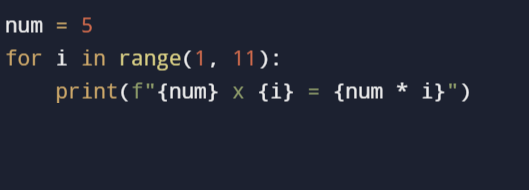 num = 5
for i in range(1, 11):
    print(f"{num} x {i} = {num * i}")